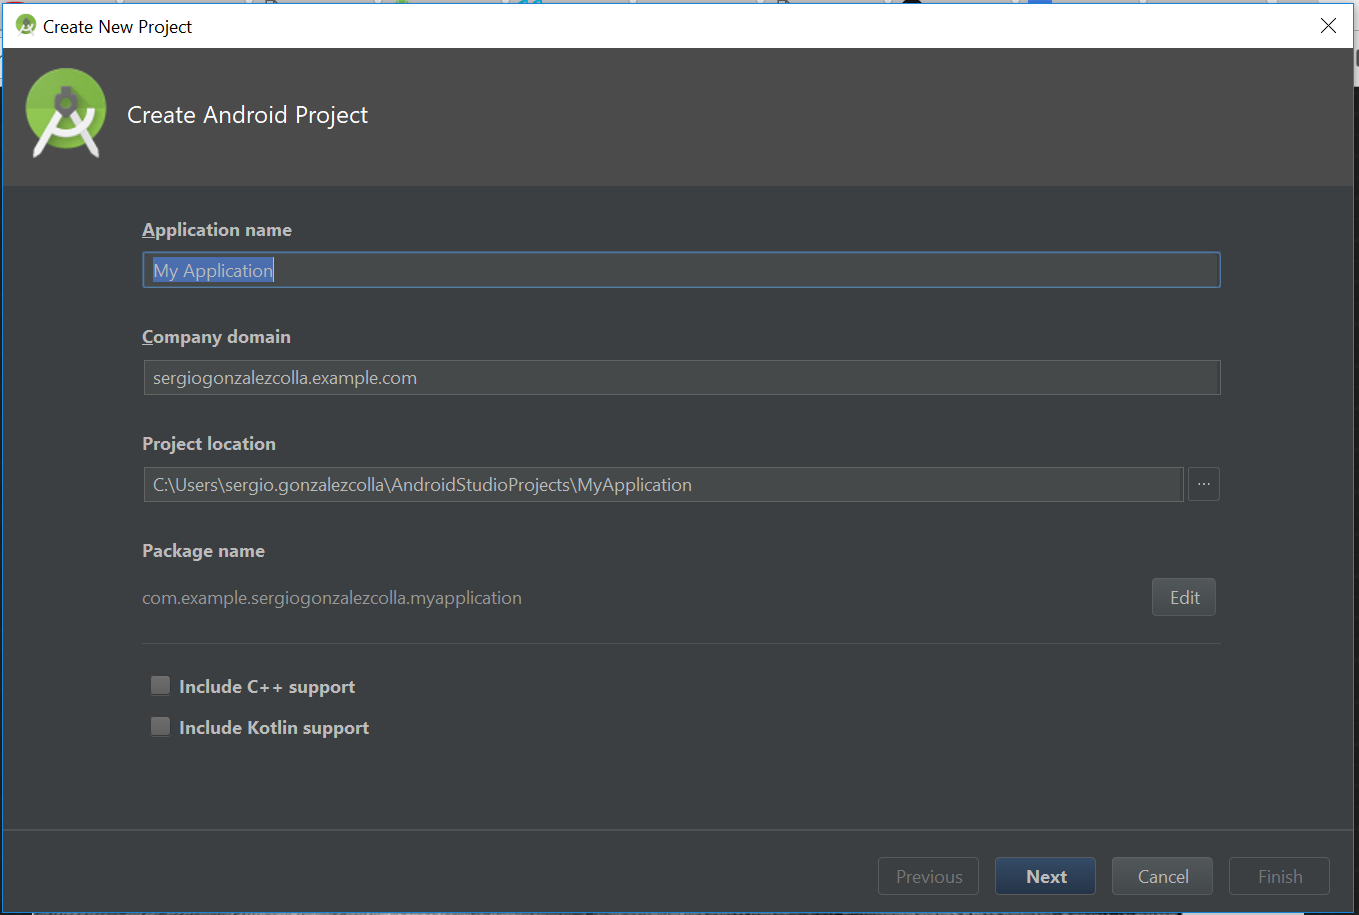 Create New Project
Create Android Project
Application name
My Application
Company domain
sergiogonzalezcolla.example.com
Project location
C:\Users\sergio.gonzalezcolla\AndroidStudioProjects\MyApplication
...
Package name
com.example.sergiogonzalezcolla.myapplication
Edit
Include C++ support
Include Kotlin support
Previous
Next
Cancel
Finish